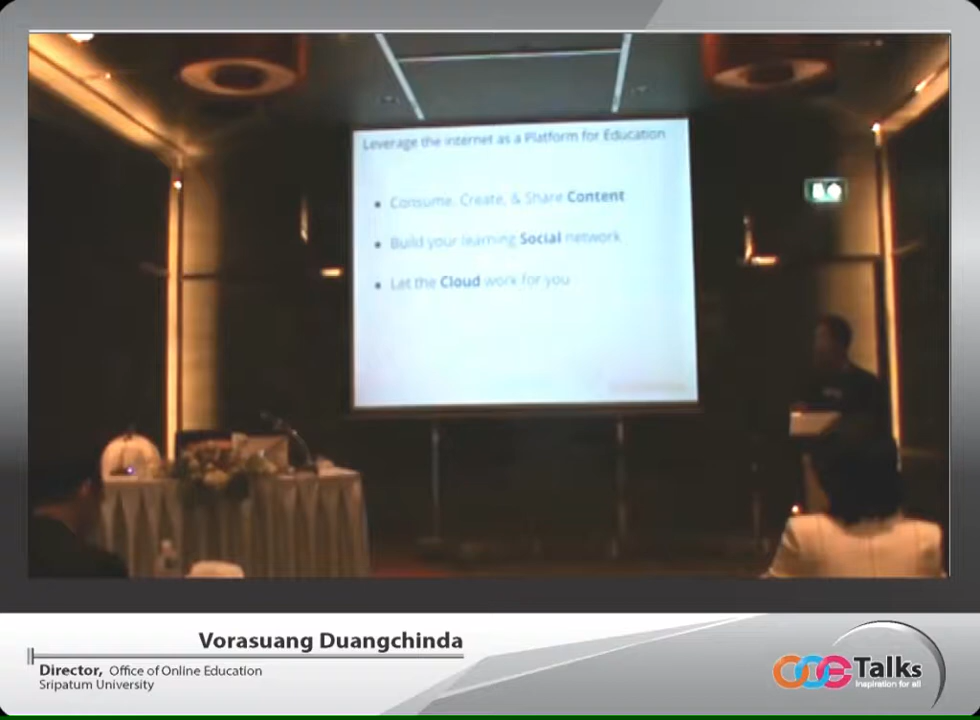 Leverage the internet as a Platform for Education
• Consume, Create, & Share Content
• Build your learning Social network
• Let the Cloud work for you
Vorasuang Duangchinda
Director, Office of Online Education
Sripatum University
Talks
Inspiration for all